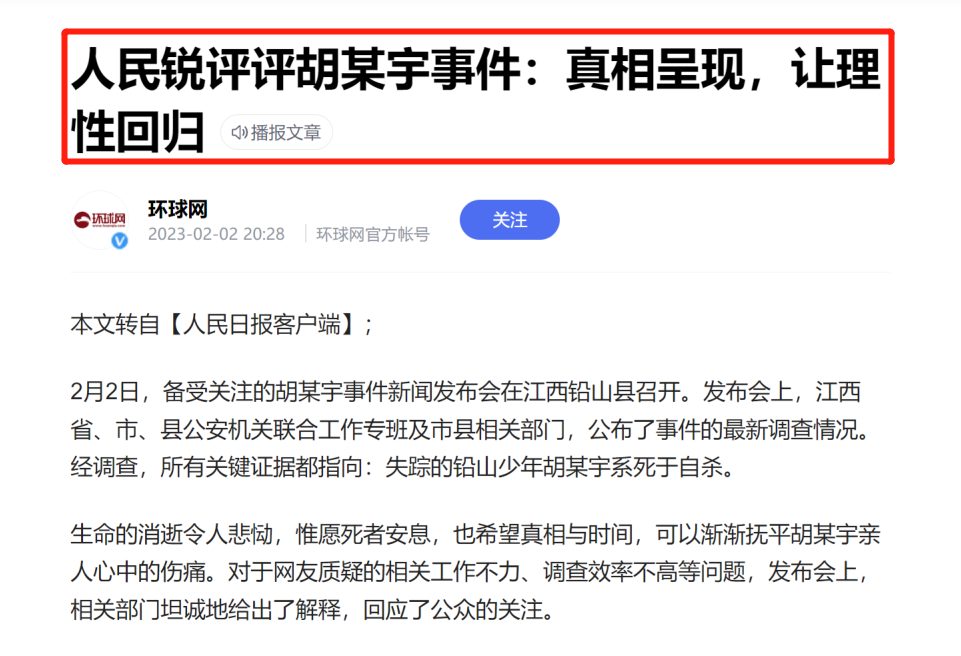 人民锐评评胡某宇事件：真相呈现，让理
性回归 播报文章
环球网
环球网
2023-02-02 20:28 环球网官方帐号
关注
本文转自【人民日报客户端】；
2月2日，备受关注的胡某宇事件新闻发布会在江西铅山县召开。发布会上，江西
省、市、县公安机关联合工作专班及市县相关部门，公布了事件的最新调查情况。
经调查，所有关键证据都指向：失踪的铅山少年胡某宇系死于自杀。
生命的消逝令人悲恸，惟愿死者安息，也希望真相与时间，可以渐渐抚平胡某宇亲
人心中的伤痛。对于网友质疑的相关工作不力、调查效率不高等问题，发布会上，
相关部门坦诚地给出了解释，回应了公众的关注。